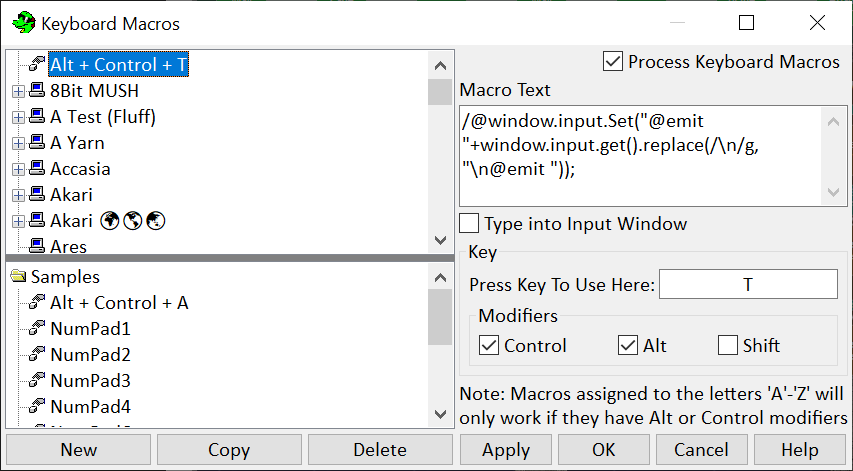 Keyboard Macros
Alt + Control + T
8Bit MUSH
A Test (Fluff)
A Yarn
Accasia
Akari
Akari 🌍🌎🌏
Ares
Samples
Alt + Control + A
NumPad1
NumPad2
NumPad3
NumPad4
Process Keyboard Macros
Macro Text
/@window.input.Set("@emit
"+window.input.get().replace(/\n/g,
"\n@emit "));
Type into Input Window
Key
Press Key To Use Here: T
Modifiers
Control Alt Shift
Note: Macros assigned to the letters 'A'-'Z' will
only work if they have Alt or Control modifiers
New Copy Delete Apply OK Cancel Help